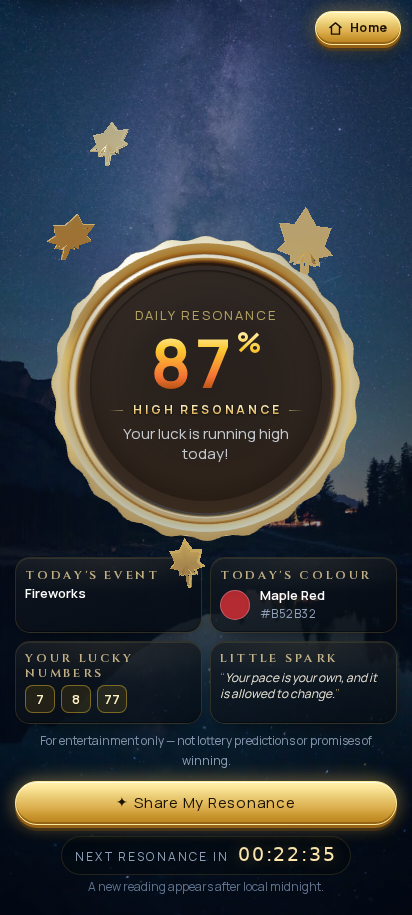 Home
DAILY RESONANCE
87%
HIGH RESONANCE
Your luck is running high
today!
TODAY'S EVENT
Fireworks
TODAY'S COLOUR
Maple Red
#B52B32
YOUR LUCKY
NUMBERS
7 8 77
LITTLE SPARK
"Your pace is your own, and it
is allowed to change."
For entertainment only — not lottery predictions or promises of
winning.
✦ Share My Resonance
NEXT RESONANCE IN 00:22:35
A new reading appears after local midnight.